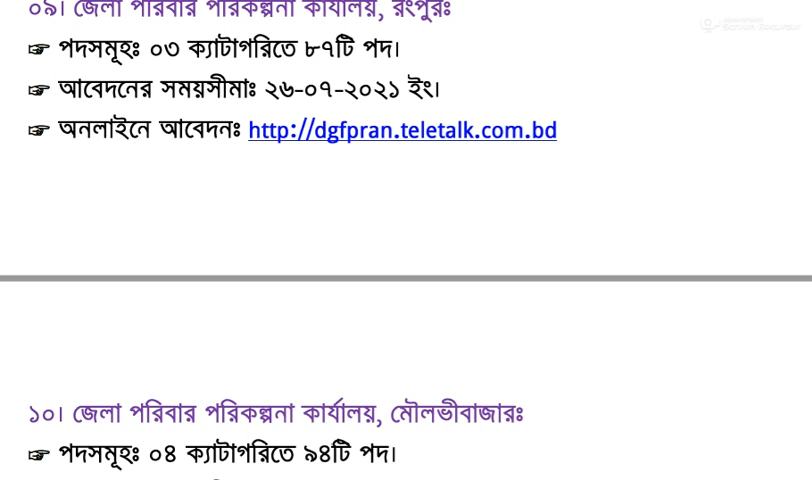 ০৯। জেলা পরিবার পরিকল্পনা কার্যালয়, রংপুরঃ
☞ পদসমূহঃ ০৩ ক্যাটাগরিতে ৮৭টি পদ।
☞ আবেদনের সময়সীমাঃ ২৬-০৭-২০২১ ইং।
☞ অনলাইনে আবেদনঃ http://dgfpran.teletalk.com.bd
১০। জেলা পরিবার পরিকল্পনা কার্যালয়, মৌলভীবাজারঃ
☞ পদসমূহঃ ০৪ ক্যাটাগরিতে ৯৪টি পদ।